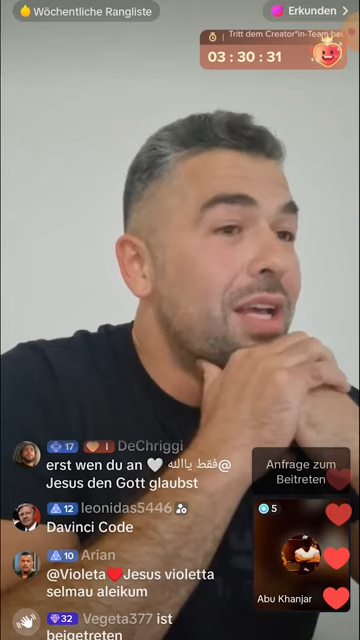 Wöchentliche Rangliste
Erkunden >
Tritt dem Creator*in-Team bei
03 : 30 : 31
17 I DeChriggi
erst wen du an 🤍 فقط ياالله@
Jesus den Gott glaubst
12 leonidas5446
Davinci Code
10 Arian
@Violeta❤️Jesus violetta
selmau aleikum
32 Vegeta377 ist
beigetreten
Anfrage zum
Beitreten
5
Abu Khanjar